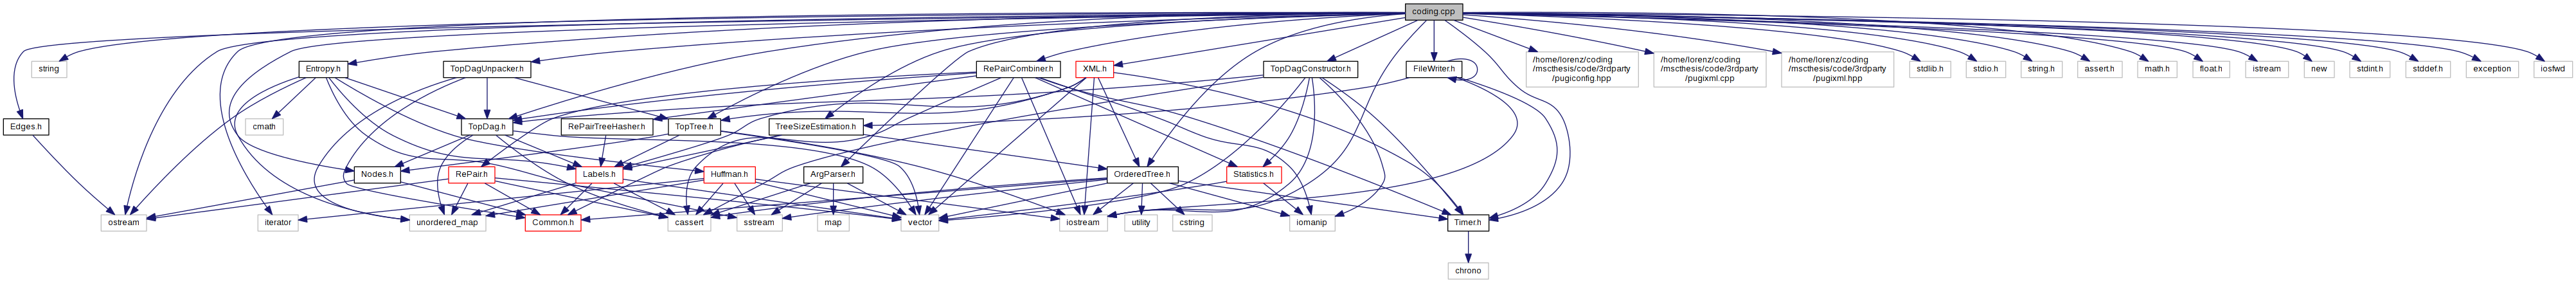 coding.cpp
string
Entropy.h
TopDagUnpacker.h
RePairCombiner.h
XML.h
TopDagConstructor.h
FileWriter.h
/home/lorenz/coding
/mscthesis/code/3rdparty
/pugiconfig.hpp
/home/lorenz/coding
/mscthesis/code/3rdparty
/pugixml.cpp
/home/lorenz/coding
/mscthesis/code/3rdparty
/pugixml.hpp
stdlib.h
stdio.h
string.h
assert.h
math.h
float.h
istream
new
stdint.h
stddef.h
exception
iosfwd
Edges.h
cmath
TopDag.h
RePairTreeHasher.h
TopTree.h
TreeSizeEstimation.h
Nodes.h
RePair.h
Labels.h
Huffman.h
ArgParser.h
OrderedTree.h
Statistics.h
ostream
iterator
unordered_map
Common.h
cassert
sstream
map
vector
iostream
utility
cstring
iomanip
Timer.h
chrono